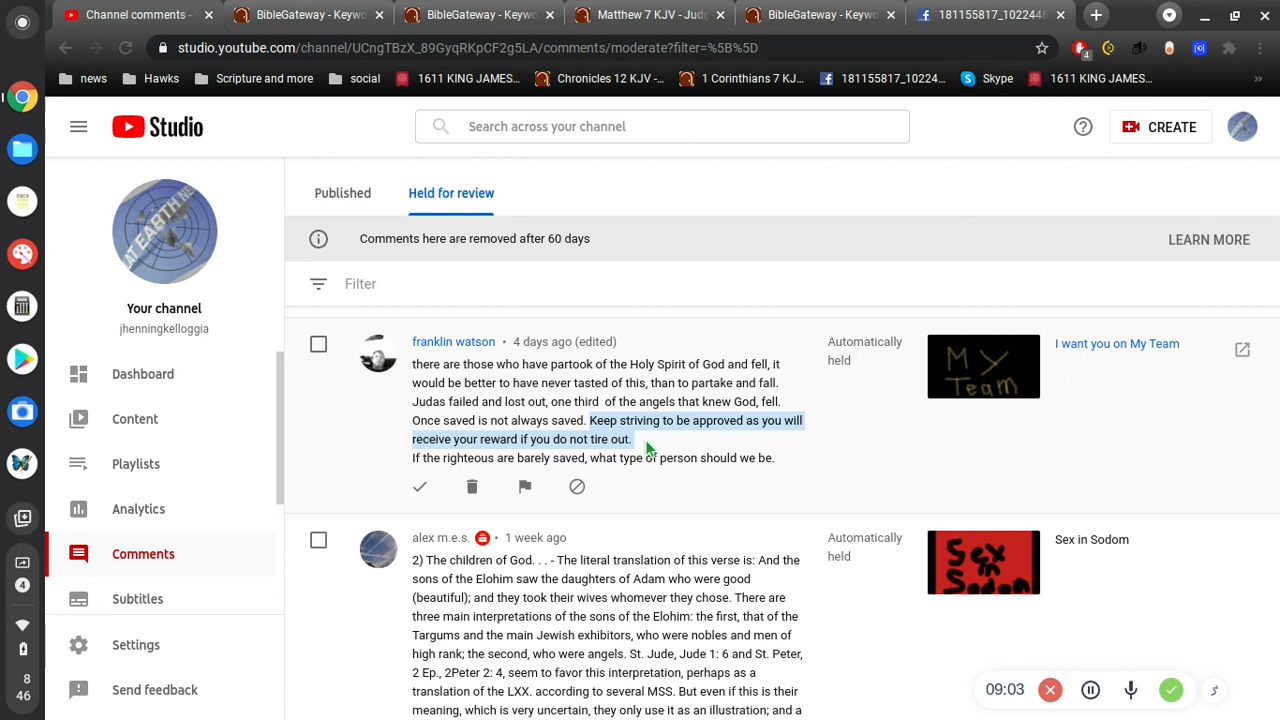 Channel comments -
BibleGateway - Keywo
BibleGateway - Keywo
Matthew 7 KJV - Judg
BibleGateway - Keywo
181155817_1022446
studio.youtube.com/channel/UCngTBzX_89GyqRKpCF2g5LA/comments/moderate?filter=%5B%5D
4
news
Hawks
Scripture and more
social
1611 KING JAMES...
Chronicles 12 KJV -...
1 Corinthians 7 KJ...
181155817_10224...
Skype
1611 KING JAMES...
»
Studio
Search across your channel
CREATE
Your channel
jhenningkelloggia
Dashboard
Content
Playlists
Analytics
Comments
Subtitles
Settings
Send feedback
4
8
46
Published
Held for review
Comments here are removed after 60 days
LEARN MORE
Filter
franklin watson • 4 days ago (edited)
there are those who have partook of the Holy Spirit of God and fell, it
would be better to have never tasted of this, than to partake and fall.
Judas failed and lost out, one third of the angels that knew God, fell.
Once saved is not always saved. Keep striving to be approved as you will
receive your reward if you do not tire out.
If the righteous are barely saved, what type of person should we be.
Automatically
held
My
Team
I want you on My Team
alex m.e.s. • 1 week ago
2) The children of God. . . - The literal translation of this verse is: And the
sons of the Elohim saw the daughters of Adam who were good
(beautiful); and they took their wives whomever they chose. There are
three main interpretations of the sons of the Elohim: the first, that of the
Targums and the main Jewish exhibitors, who were nobles and men of
high rank; the second, who were angels. St. Jude, Jude 1: 6 and St. Peter,
2 Ep., 2Peter 2: 4, seem to favor this interpretation, perhaps as a
translation of the LXX. according to several MSS. But even if this is their
meaning, which is very uncertain, they only use it as an illustration; and a
Automatically
held
Sex
in
Sodom
Sex in Sodom
09:03